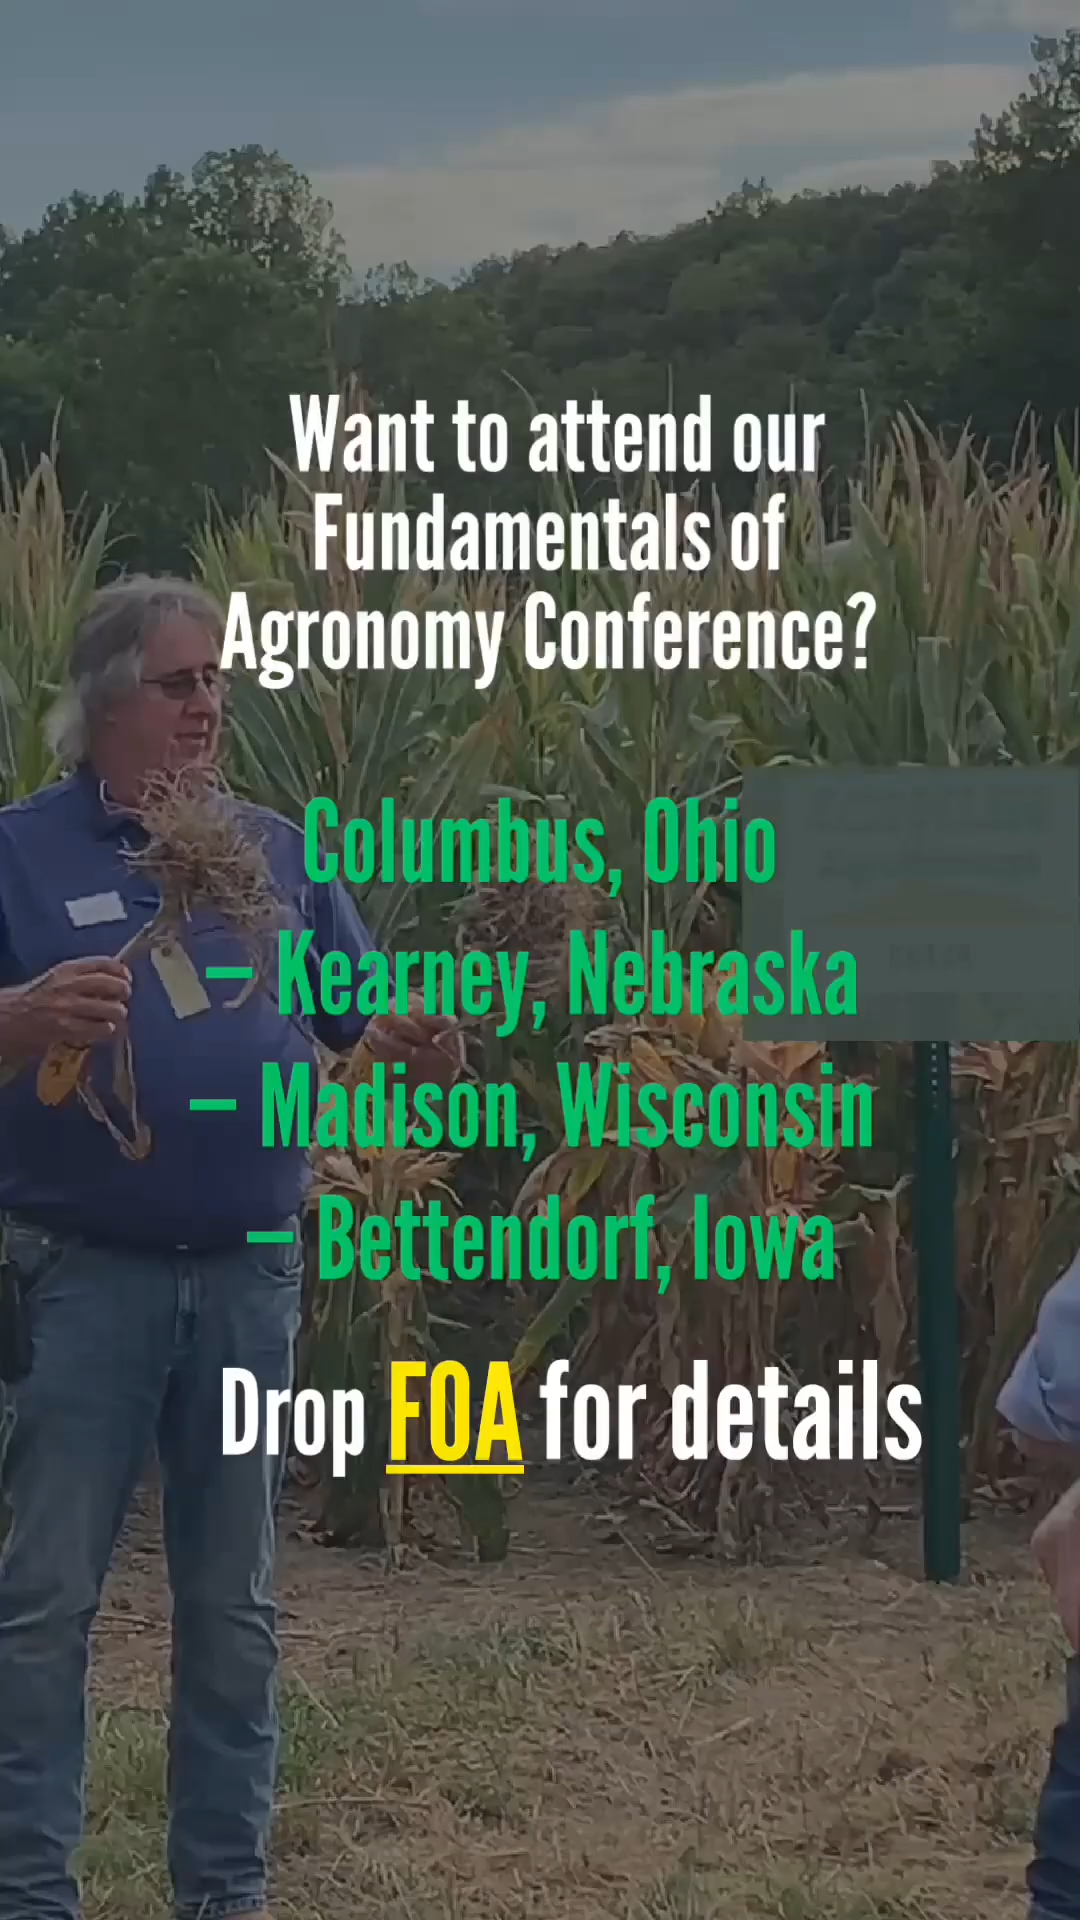 Want to attend our
Fundamentals of
Agronomy Conference?
Columbus, Ohio
– Kearney, Nebraska
– Madison, Wisconsin
– Bettendorf, Iowa
Drop FOA for details